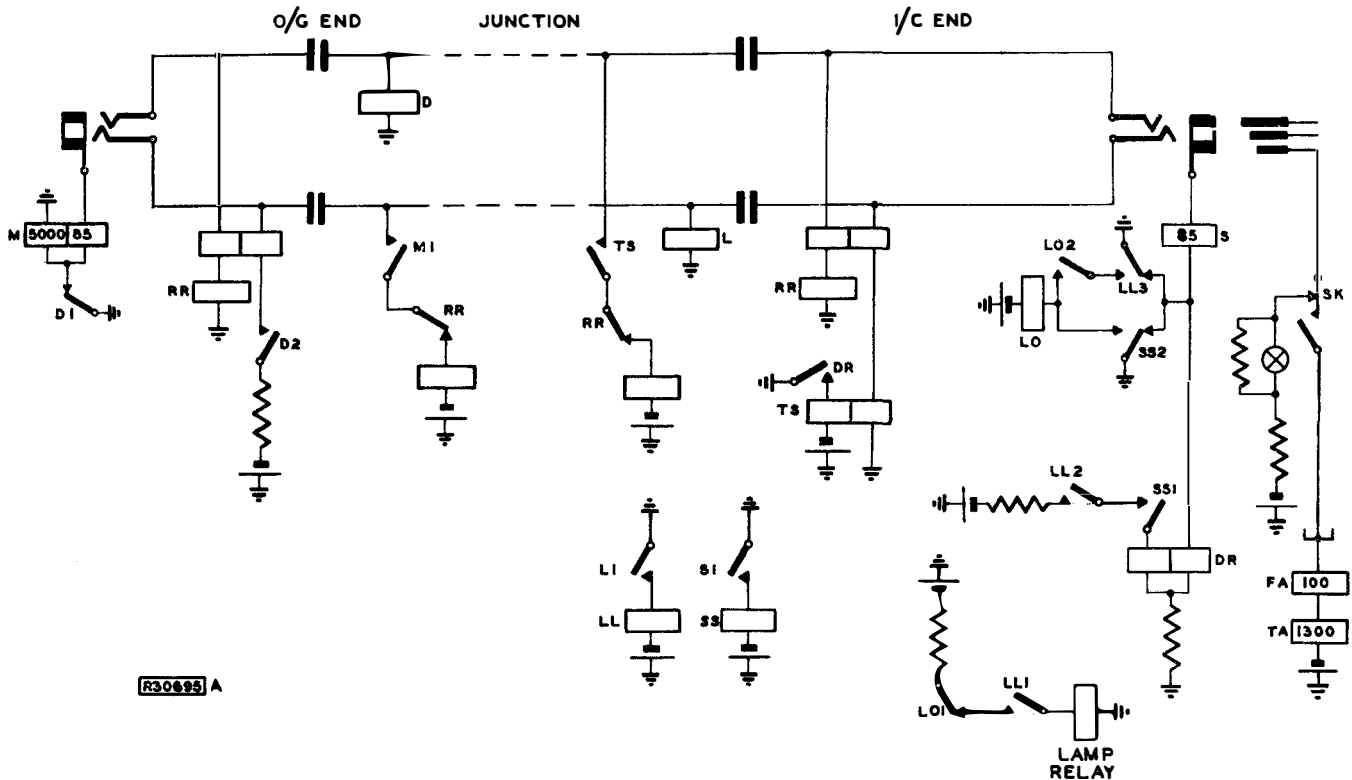 O/G END
JUNCTION
I/C END
D
M 5000 85
D1
RR
D2
M1
RR
TS
RR
L
RR
DR
TS
LO2
LL3
LO
SS2
85 S
SK
LL2
SS1
DR
L1
S1
LL
SS
FA 100
TA 1300
LO1
LL1
LAMP
RELAY
R30695 A